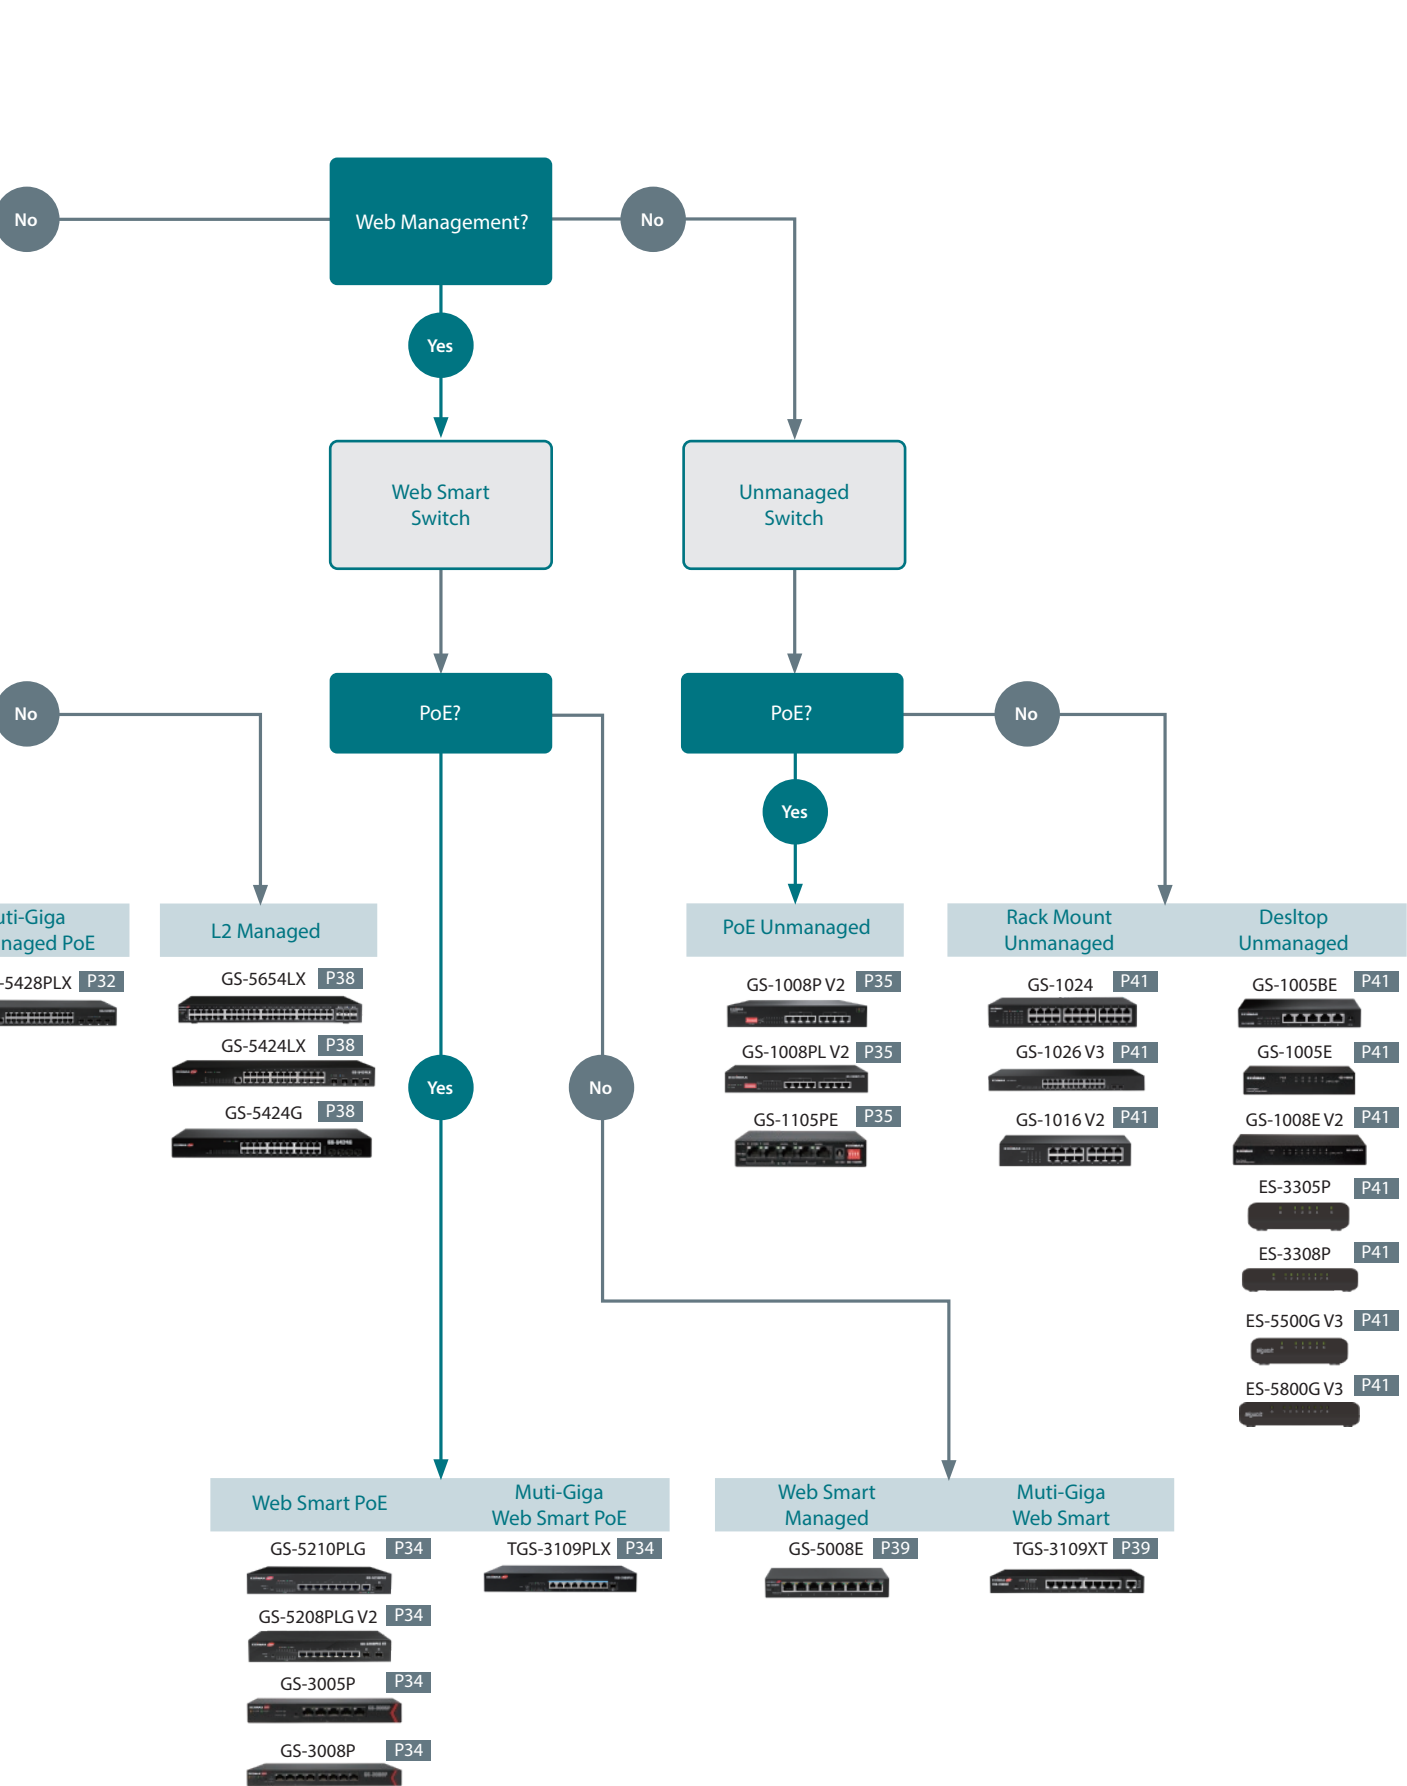 No
Web Management?
No
Yes
Web Smart
Switch
Unmanaged
Switch
No
PoE?
PoE?
No
Yes
uti-Giga
naged PoE
-5428PLX P32
L2 Managed
GS-5654LX P38
GS-5424LX P38
GS-5424G P38
Yes
No
PoE Unmanaged
GS-1008P V2 P35
GS-1008PL V2 P35
GS-1105PE P35
Rack Mount
Unmanaged
GS-1024 P41
GS-1026 V3 P41
GS-1016 V2 P41
Desltop
Unmanaged
GS-1005BE P41
GS-1005E P41
GS-1008E V2 P41
ES-3305P P41
ES-3308P P41
ES-5500G V3 P41
ES-5800G V3 P41
Web Smart PoE
GS-5210PLG P34
GS-5208PLG V2 P34
GS-3005P P34
GS-3008P P34
Muti-Giga
Web Smart PoE
TGS-3109PLX P34
Web Smart
Managed
GS-5008E P39
Muti-Giga
Web Smart
TGS-3109XT P39